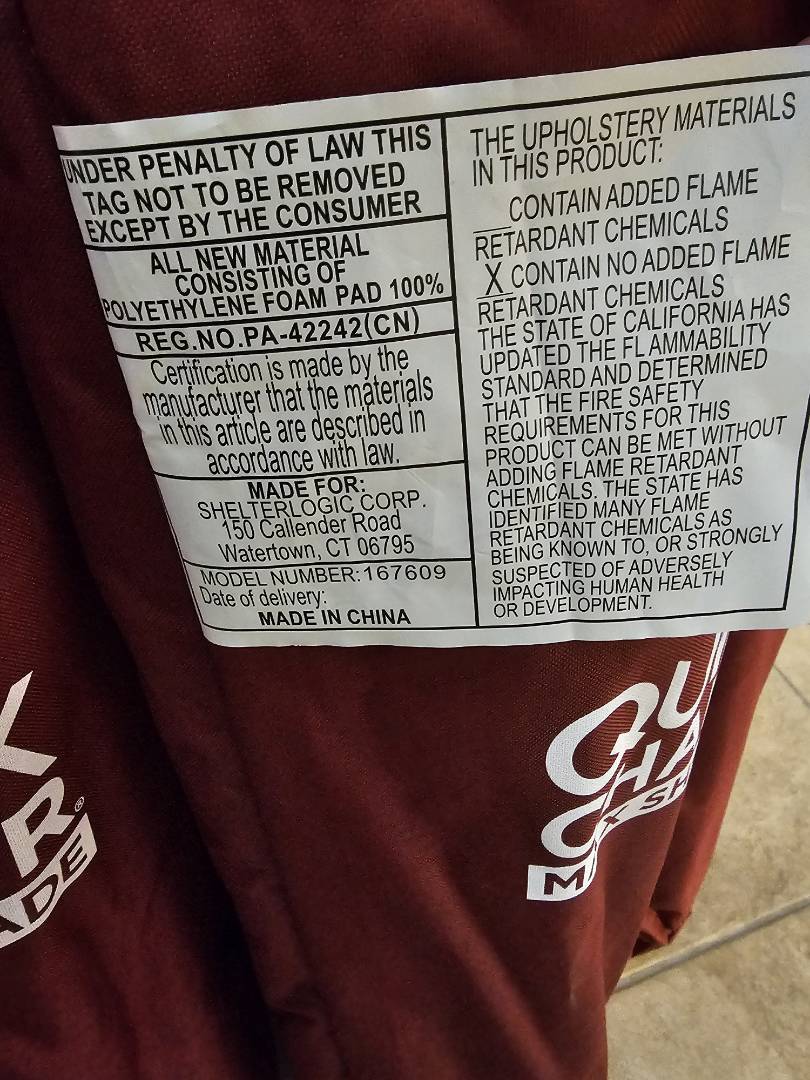 UNDER PENALTY OF LAW THIS
TAG NOT TO BE REMOVED
EXCEPT BY THE CONSUMER
ALL NEW MATERIAL
CONSISTING OF
POLYETHYLENE FOAM PAD 100%
REG.NO.PA-42242(CN)
Certification is made by the
manufacturer that the materials
in this article are described in
accordance with law.
MADE FOR:
SHELTERLOGIC CORP.
150 Callender Road
Watertown, CT 06795
MODEL NUMBER:167609
Date of delivery:
MADE IN CHINA
THE UPHOLSTERY MATERIALS
IN THIS PRODUCT:
__CONTAIN ADDED FLAME
RETARDANT CHEMICALS
X CONTAIN NO ADDED FLAME
RETARDANT CHEMICALS
THE STATE OF CALIFORNIA HAS
UPDATED THE FLAMMABILITY
STANDARD AND DETERMINED
THAT THE FIRE SAFETY
REQUIREMENTS FOR THIS
PRODUCT CAN BE MET WITHOUT
ADDING FLAME RETARDANT
CHEMICALS. THE STATE HAS
IDENTIFIED MANY FLAME
RETARDANT CHEMICALS AS
BEING KNOWN TO, OR STRONGLY
SUSPECTED OF ADVERSELY
IMPACTING HUMAN HEALTH
OR DEVELOPMENT.
X
R®
ADE
QUI
CHA
M X SH